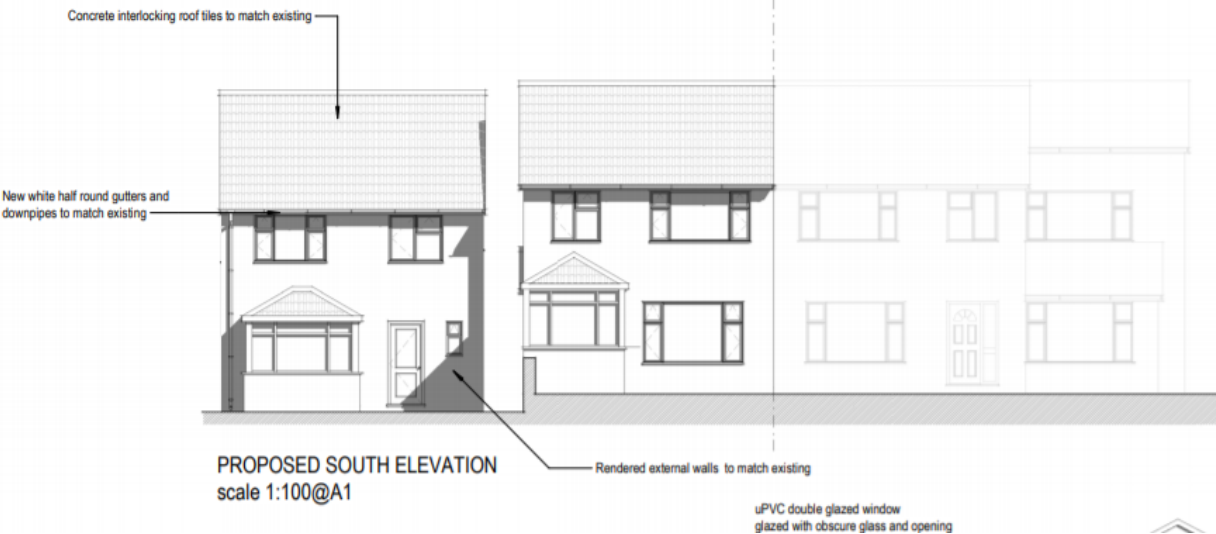 Concrete interlocking roof tiles to match existing
New white half round gutters and
downpipes to match existing
PROPOSED SOUTH ELEVATION
scale 1:100@A1
Rendered external walls to match existing
uPVC double glazed window
glazed with obscure glass and opening